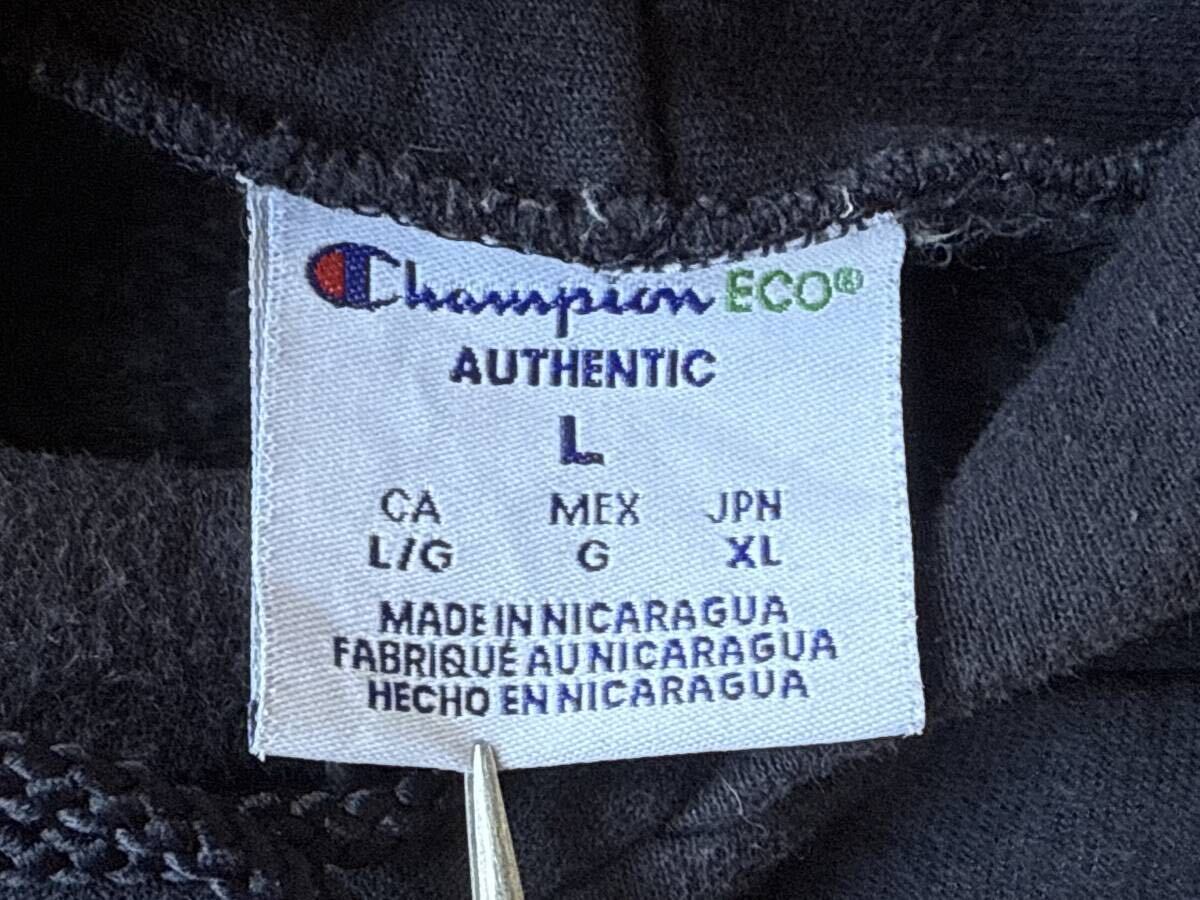 Champion ECO®
AUTHENTIC
L
CA MEX JPN
L/G G XL
MADE IN NICARAGUA
FABRIQUÉ AU NICARAGUA
HECHO EN NICARAGUA